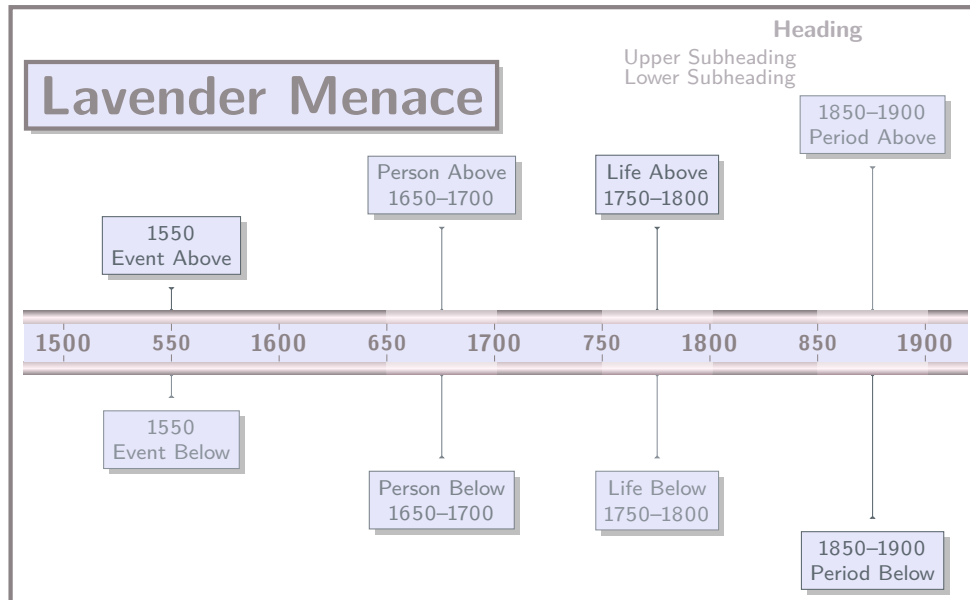 Heading
Upper Subheading
Lower Subheading
Lavender Menace
1850–1900
Period Above
Person Above
1650–1700
Life Above
1750–1800
1550
Event Above
1500 550 1600 650 1700 750 1800 850 1900
1550
Event Below
Person Below
1650–1700
Life Below
1750–1800
1850–1900
Period Below